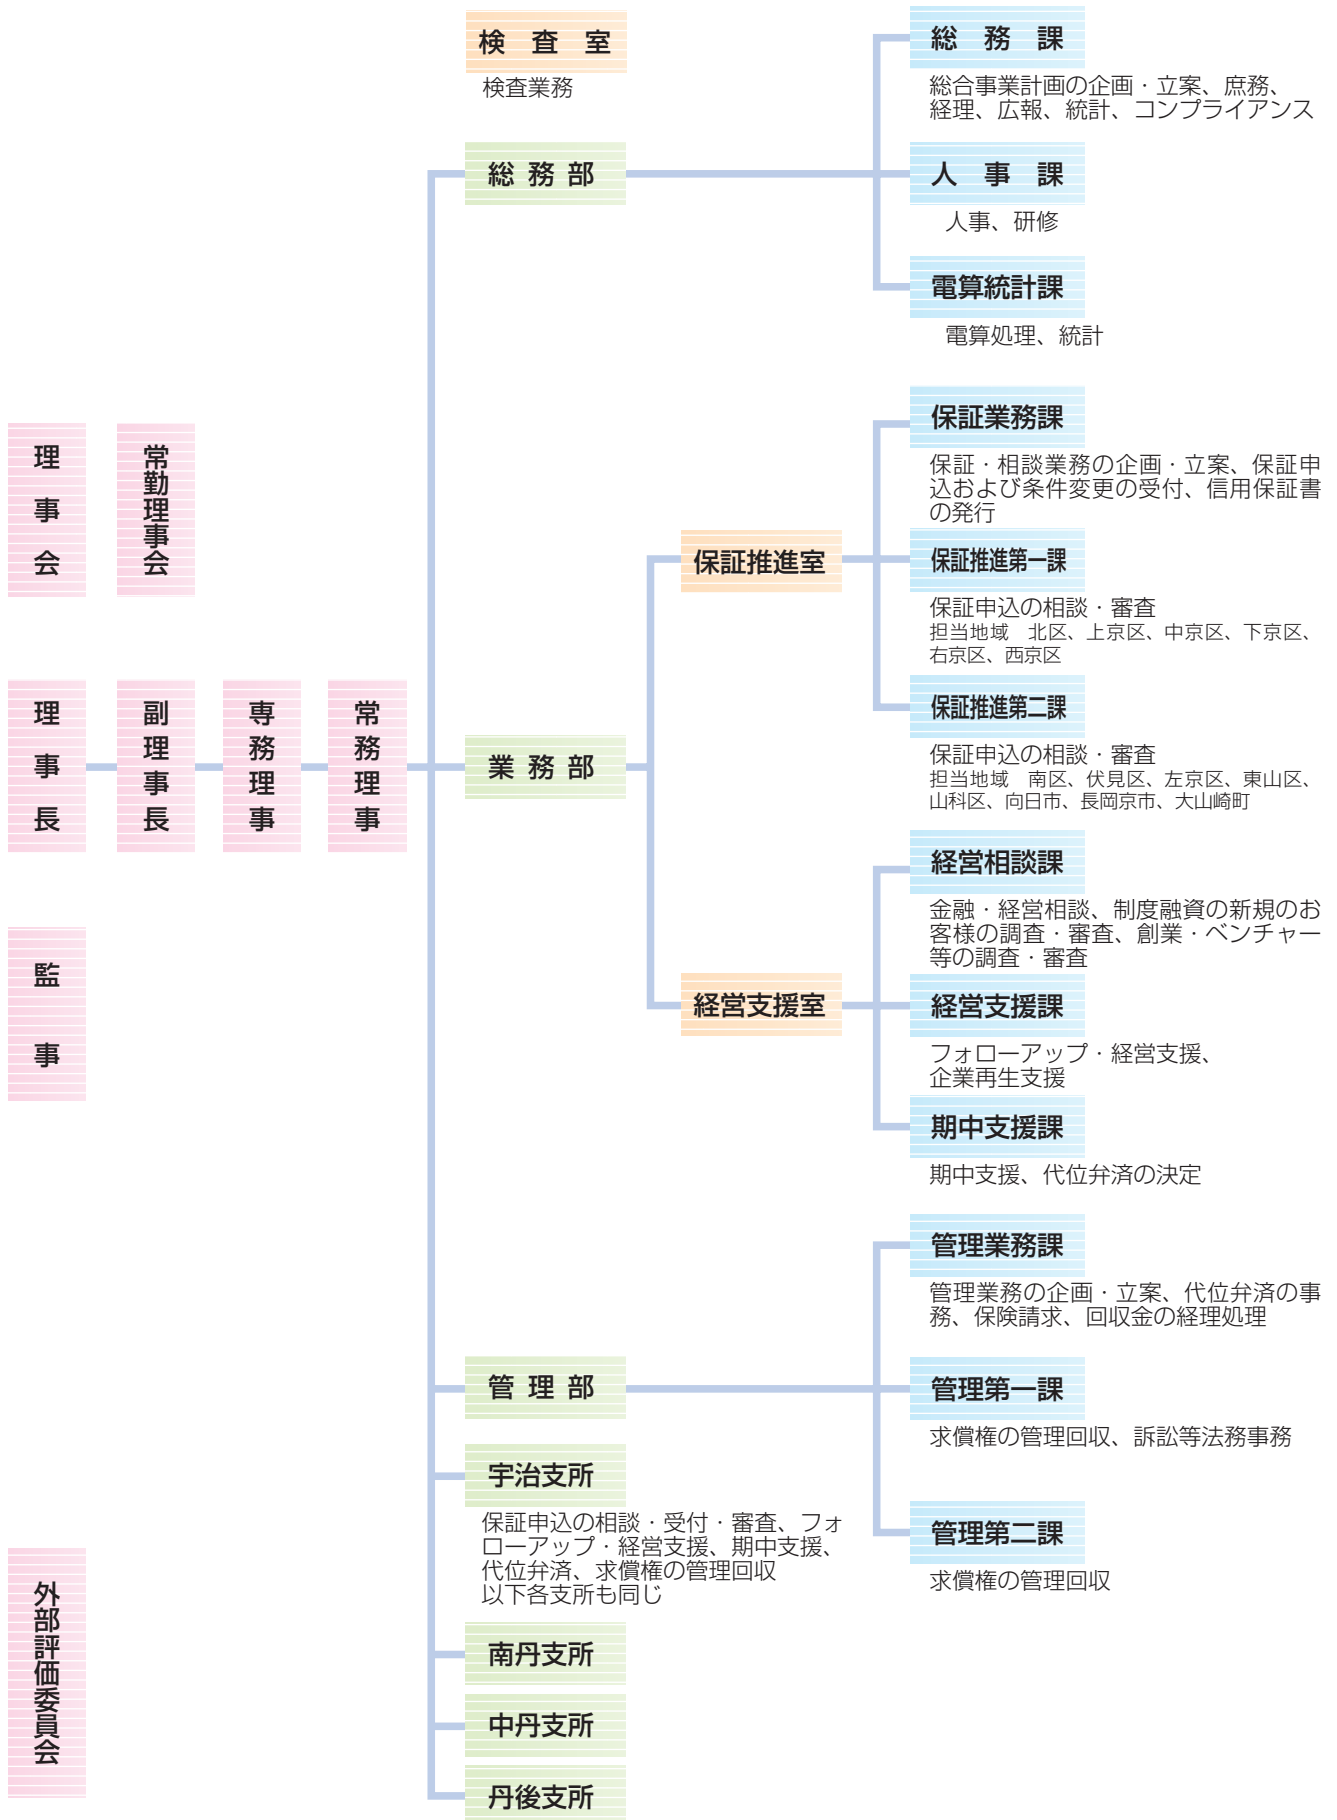 理事会
常勤理事会
理事長
副理事長
専務理事
常務理事
監事
外部評価委員会
検査室
検査業務
総務部
総務課
総合事業計画の企画・立案、庶務、
経理、広報、統計、コンプライアンス
人事課
人事、研修
電算統計課
電算処理、統計
業務部
保証推進室
保証業務課
保証・相談業務の企画・立案、保証申
込および条件変更の受付、信用保証書
の発行
保証推進第一課
保証申込の相談・審査
担当地域　北区、上京区、中京区、下京区、
右京区、西京区
保証推進第二課
保証申込の相談・審査
担当地域　南区、伏見区、左京区、東山区、
山科区、向日市、長岡京市、大山崎町
経営支援室
経営相談課
金融・経営相談、制度融資の新規のお
客様の調査・審査、創業・ベンチャー
等の調査・審査
経営支援課
フォローアップ・経営支援、
企業再生支援
期中支援課
期中支援、代位弁済の決定
管理部
管理業務課
管理業務の企画・立案、代位弁済の事
務、保険請求、回収金の経理処理
管理第一課
求償権の管理回収、訴訟等法務事務
管理第二課
求償権の管理回収
宇治支所
保証申込の相談・受付・審査、フォ
ローアップ・経営支援、期中支援、
代位弁済、求償権の管理回収
以下各支所も同じ
南丹支所
中丹支所
丹後支所